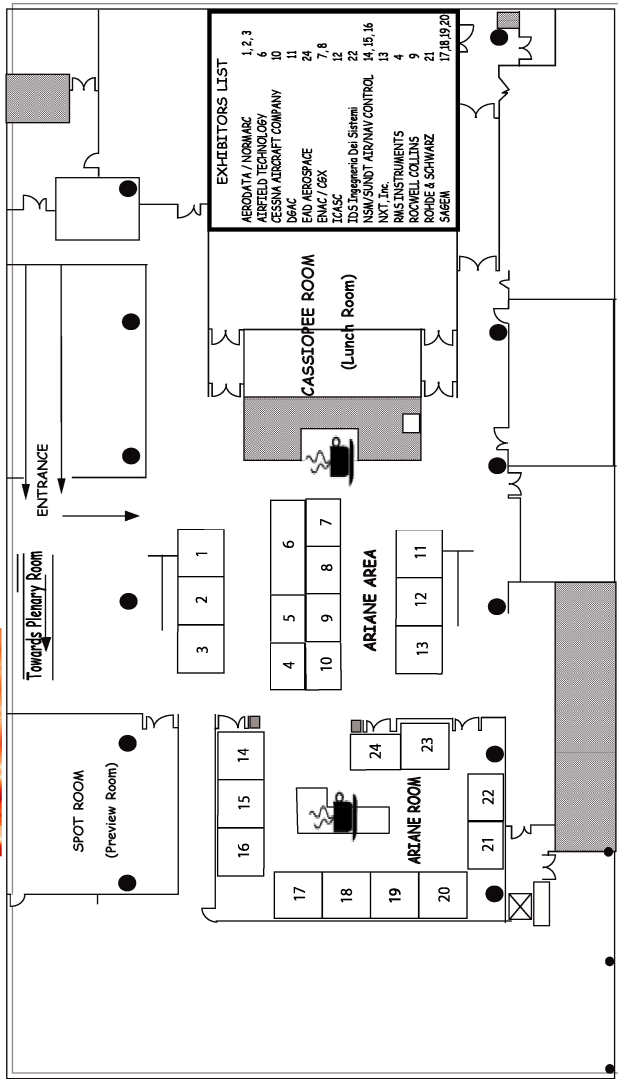 SPOT ROOM
(Preview Room)
Towards Plenary Room
ENTRANCE
3 2 1
16 15 14
4 5 6
10 9 8 7
17
18
19
20
24
23
ARIANE ROOM
ARIANE AREA
21 22
13 12 11
CASSIOPEE ROOM
(Lunch Room)
EXHIBITORS LIST
AERODATA / NORMARC 1, 2, 3
AIRFIELD TECHNOLOGY 6
CESSNA AIRCRAFT COMPANY 10
DGAC 11
EAD AEROSPACE 24
ENAC / CGX 7, 8
ICASC 12
IDS Ingegneria Dei Sistemi 22
NSM/SUNDT AIR/NAV CONTROL 14, 15, 16
NXT, Inc. 13
RMS INSTRUMENTS 4
ROCWELL COLLINS 9
ROHDE & SCHWARZ 21
SAGEM 17,18,19,20